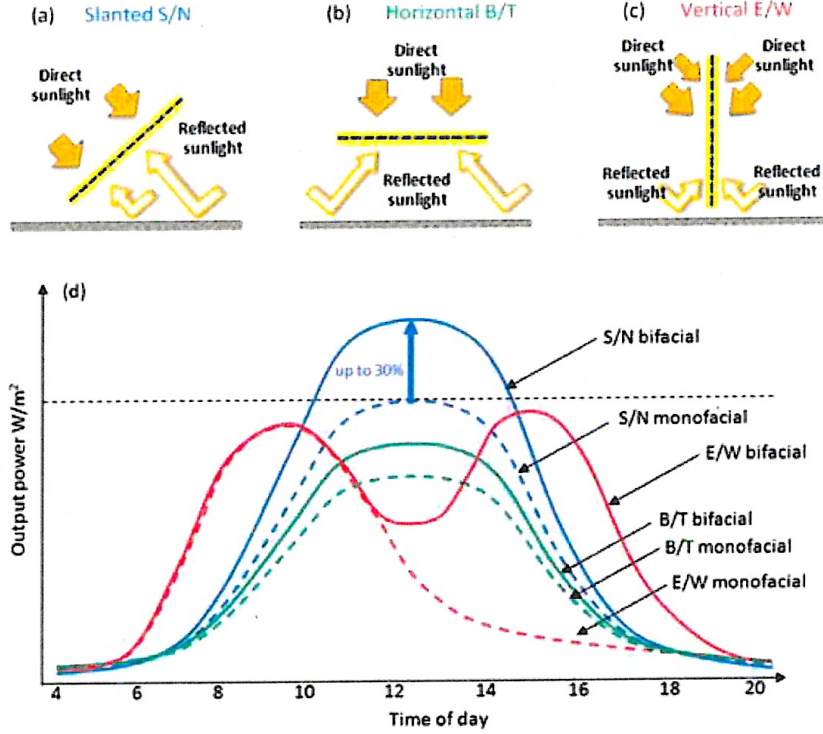 (a) Slanted S/N
Direct
sunlight
Reflected
sunlight
(b) Horizontal B/T
Direct
sunlight
Reflected
sunlight
(c) Vertical E/W
Direct
sunlight
Direct
sunlight
Reflected
sunlight
Reflected
sunlight
(d)
Output power W/m²
up to 30%
S/N bifacial
S/N monofacial
E/W bifacial
B/T bifacial
B/T monofacial
E/W monofacial
4 6 8 10 12 14 16 18 20
Time of day